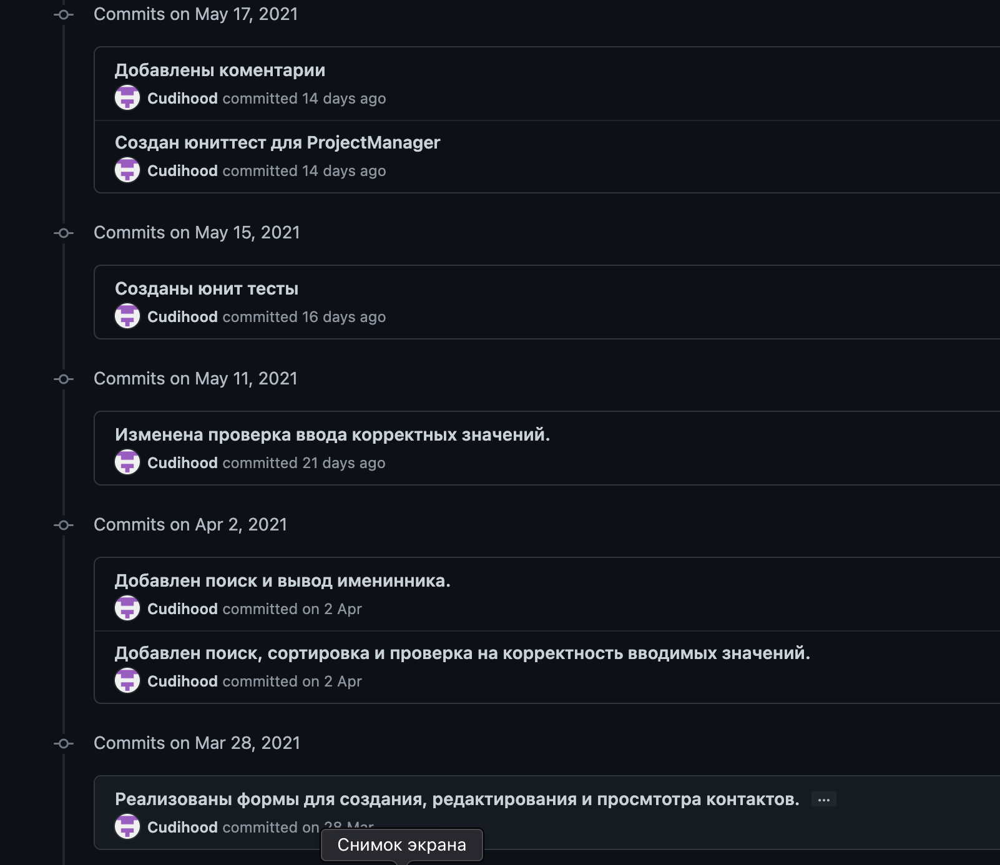 Commits on May 17, 2021
Добавлены коментарии
Cudihood committed 14 days ago
Создан юниттест для ProjectManager
Cudihood committed 14 days ago
Commits on May 15, 2021
Созданы юнит тесты
Cudihood committed 16 days ago
Commits on May 11, 2021
Изменена проверка ввода корректных значений.
Cudihood committed 21 days ago
Commits on Apr 2, 2021
Добавлен поиск и вывод именинника.
Cudihood committed on 2 Apr
Добавлен поиск, сортировка и проверка на корректность вводимых значений.
Cudihood committed on 2 Apr
Commits on Mar 28, 2021
Реализованы формы для создания, редактирования и просмтотра контактов. ...
Cudihood committed on 28 Mar
Снимок экрана